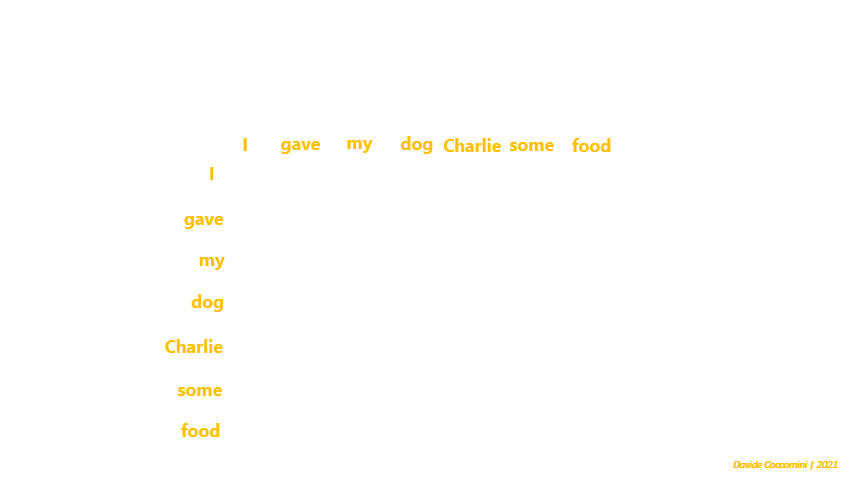 I gave my dog Charlie some food
I
gave
my
dog
Charlie
some
food
Davide Coccomini | 2021